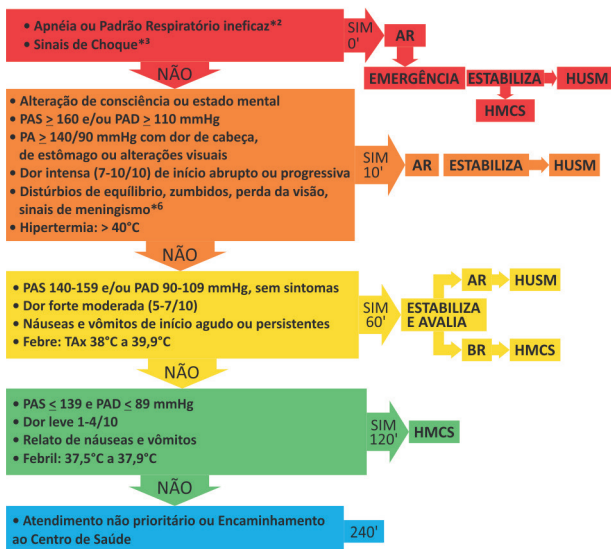 • Apnéia ou Padrão Respiratório ineficaz*²
• Sinais de Choque*³
SIM
0'
AR
EMERGÊNCIA
ESTABILIZA
HUSM
HMCS
NÃO
• Alteração de consciência ou estado mental
• PAS ≥ 160 e/ou PAD ≥ 110 mmHg
• PA ≥ 140/90 mmHg com dor de cabeça,
de estômago ou alterações visuais
• Dor intensa (7-10/10) de início abrupto ou progressiva
• Distúrbios de equilíbrio, zumbidos, perda da visão,
sinais de meningismo*⁶
• Hipertermia: > 40°C
SIM
10'
AR
ESTABILIZA
HUSM
NÃO
• PAS 140-159 e/ou PAD 90-109 mmHg, sem sintomas
• Dor forte moderada (5-7/10)
• Náuseas e vômitos de início agudo ou persistentes
• Febre: TAx 38°C a 39,9°C
SIM
60'
ESTABILIZA
E AVALIA
AR
HUSM
BR
HMCS
NÃO
• PAS ≤ 139 e PAD ≤ 89 mmHg
• Dor leve 1-4/10
• Relato de náuseas e vômitos
• Febril: 37,5°C a 37,9°C
SIM
120'
HMCS
NÃO
• Atendimento não prioritário ou Encaminhamento
ao Centro de Saúde
240'